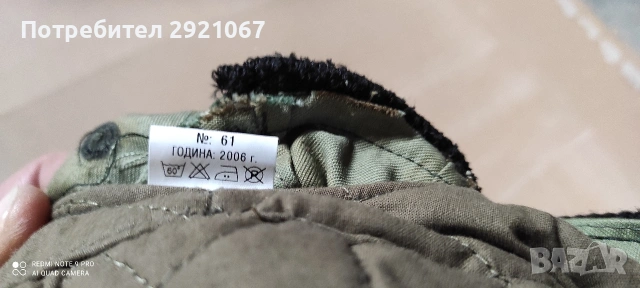 Потребител 2921067
№: 61
ГОДИНА: 2006 г.
60°
REDMI NOTE 9 PRO
AI QUAD CAMERA
BAZAR